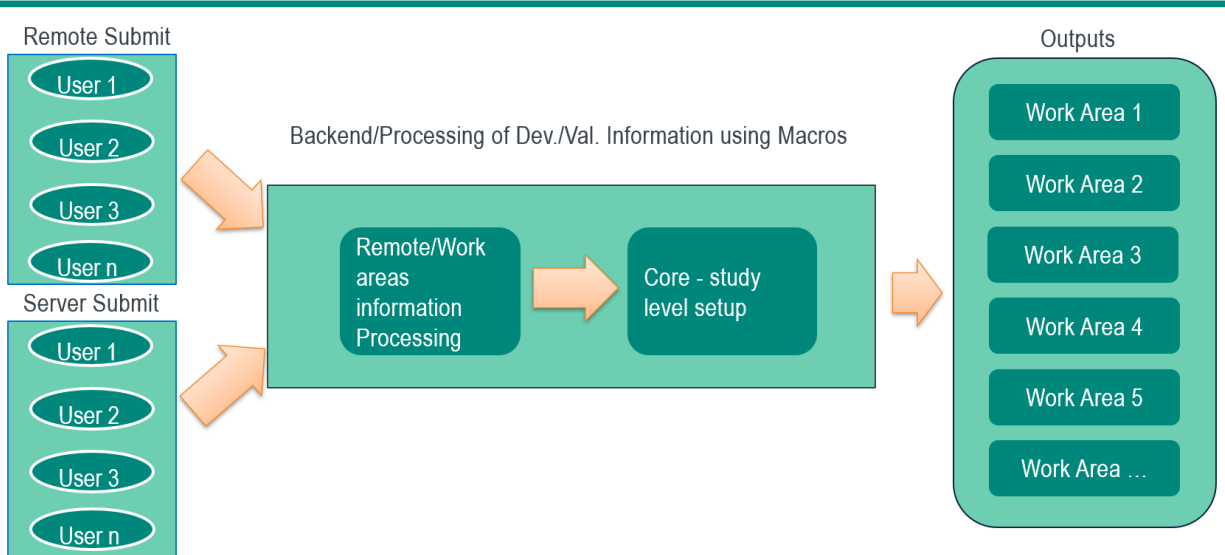 Remote Submit
User 1
User 2
User 3
User n
Server Submit
User 1
User 2
User 3
User n
Backend/Processing of Dev./Val. Information using Macros
Remote/Work
areas
information
Processing
Core - study
level setup
Outputs
Work Area 1
Work Area 2
Work Area 3
Work Area 4
Work Area 5
Work Area ...